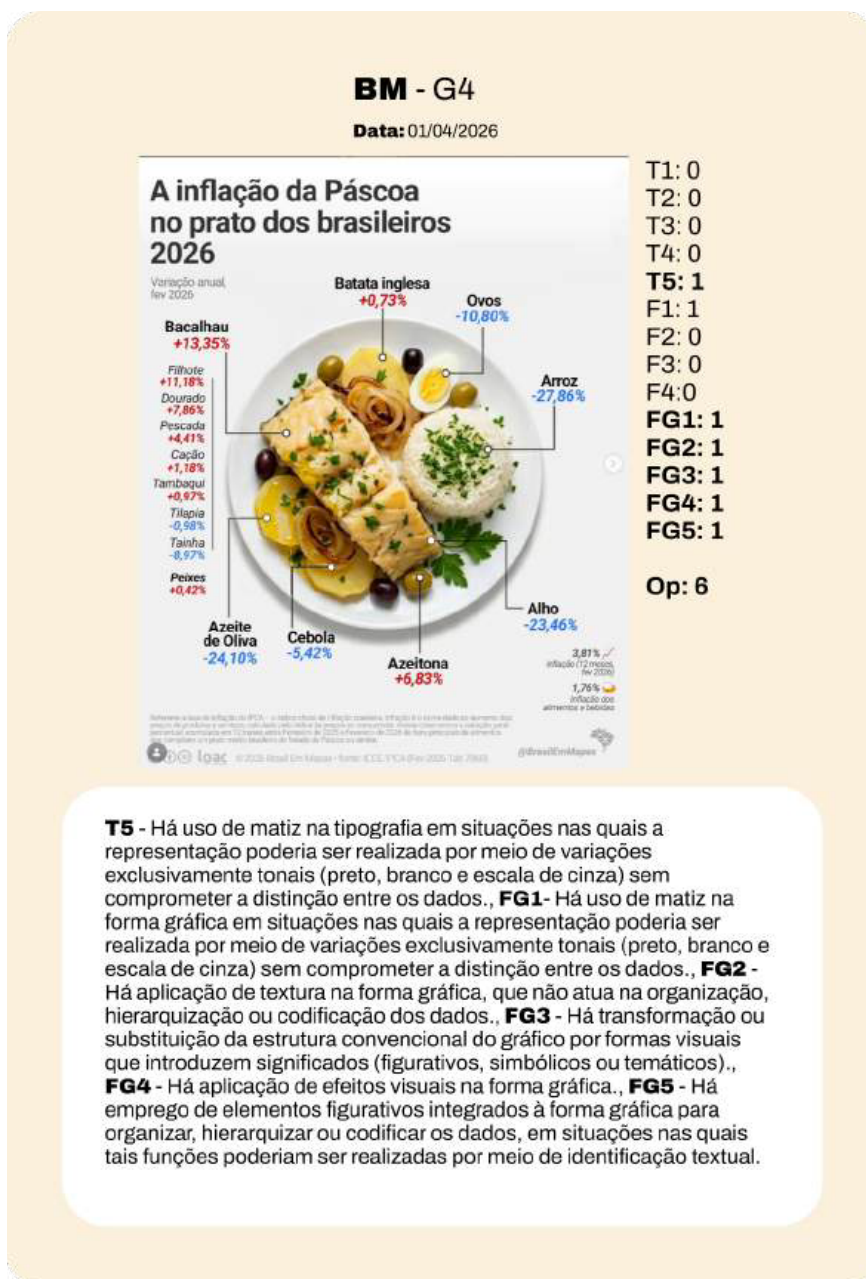 BM - G4
Data: 01/04/2026
A inflação da Páscoa
no prato dos brasileiros
2026
Variação anual,
fev 2026
Batata inglesa
+0,73%
Ovos
-10,80%
Bacalhau
+13,35%
Arroz
-27,86%
Filhote
+11,18%
Dourado
+7,86%
Pescada
+4,41%
Cação
+1,18%
Tambaqui
+0,97%
Tilapia
-0,98%
Tainha
-8,97%
Peixes
+0,42%
Azeite
de Oliva
-24,10%
Cebola
-5,42%
Azeitona
+6,83%
Alho
-23,46%
3,81%
inflação (12 meses,
fev 2026)
1,76%
inflação dos
alimentos e bebidas
@BrasilEmMapas
© 2026 Brasil Em Mapas - fonte:
T1: 0
T2: 0
T3: 0
T4: 0
T5: 1
F1: 1
F2: 0
F3: 0
F4:0
FG1: 1
FG2: 1
FG3: 1
FG4: 1
FG5: 1
Op: 6
T5 - Há uso de matiz na tipografia em situações nas quais a
representação poderia ser realizada por meio de variações
exclusivamente tonais (preto, branco e escala de cinza) sem
comprometer a distinção entre os dados., FG1- Há uso de matiz na
forma gráfica em situações nas quais a representação poderia ser
realizada por meio de variações exclusivamente tonais (preto, branco e
escala de cinza) sem comprometer a distinção entre os dados., FG2 -
Há aplicação de textura na forma gráfica, que não atua na organização,
hierarquização ou codificação dos dados., FG3 - Há transformação ou
substituição da estrutura convencional do gráfico por formas visuais
que introduzem significados (figurativos, simbólicos ou temáticos).,
FG4 - Há aplicação de efeitos visuais na forma gráfica., FG5 - Há
emprego de elementos figurativos integrados à forma gráfica para
organizar, hierarquizar ou codificar os dados, em situações nas quais
tais funções poderiam ser realizadas por meio de identificação textual.